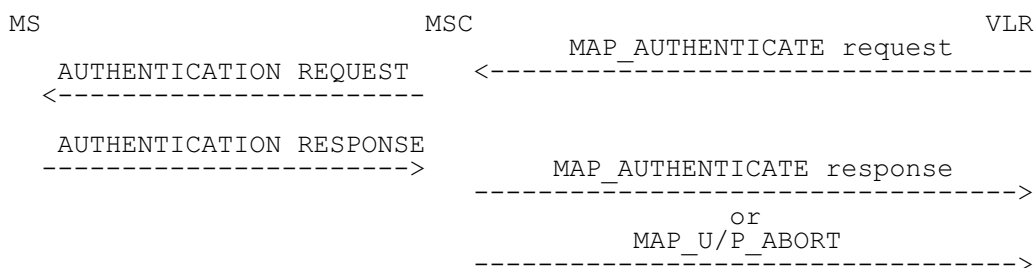 MS MSC VLR
MAP_AUTHENTICATE request
AUTHENTICATION REQUEST <----------------------------------
<------------------------
AUTHENTICATION RESPONSE
-----------------------> MAP_AUTHENTICATE response
---------------------------------->
or
MAP_U/P_ABORT
---------------------------------->